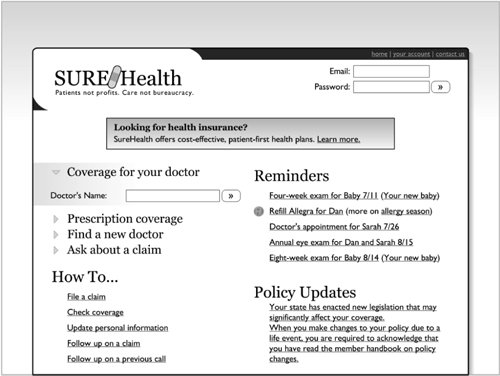 home | your account | contact us
SURE Health
Patients not profits. Care not bureaucracy.
Email:
Password:
»
Looking for health insurance?
SureHealth offers cost-effective, patient-first health plans. Learn more.
Coverage for your doctor
Doctor's Name:
»
Prescription coverage
Find a new doctor
Ask about a claim
How To...
File a claim
Check coverage
Update personal information
Follow up on a claim
Follow up on a previous call
Reminders
Four-week exam for Baby 7/11 (Your new baby)
Refill Allegra for Dan (more on allergy season)
Doctor's appointment for Sarah 7/26
Annual eye exam for Dan and Sarah 8/15
Eight-week exam for Baby 8/14 (Your new baby)
Policy Updates
Your state has enacted new legislation that may
significantly affect your coverage.
When you make changes to your policy due to a
life event, you are required to acknowledge that
you have read the member handbook on policy
changes.